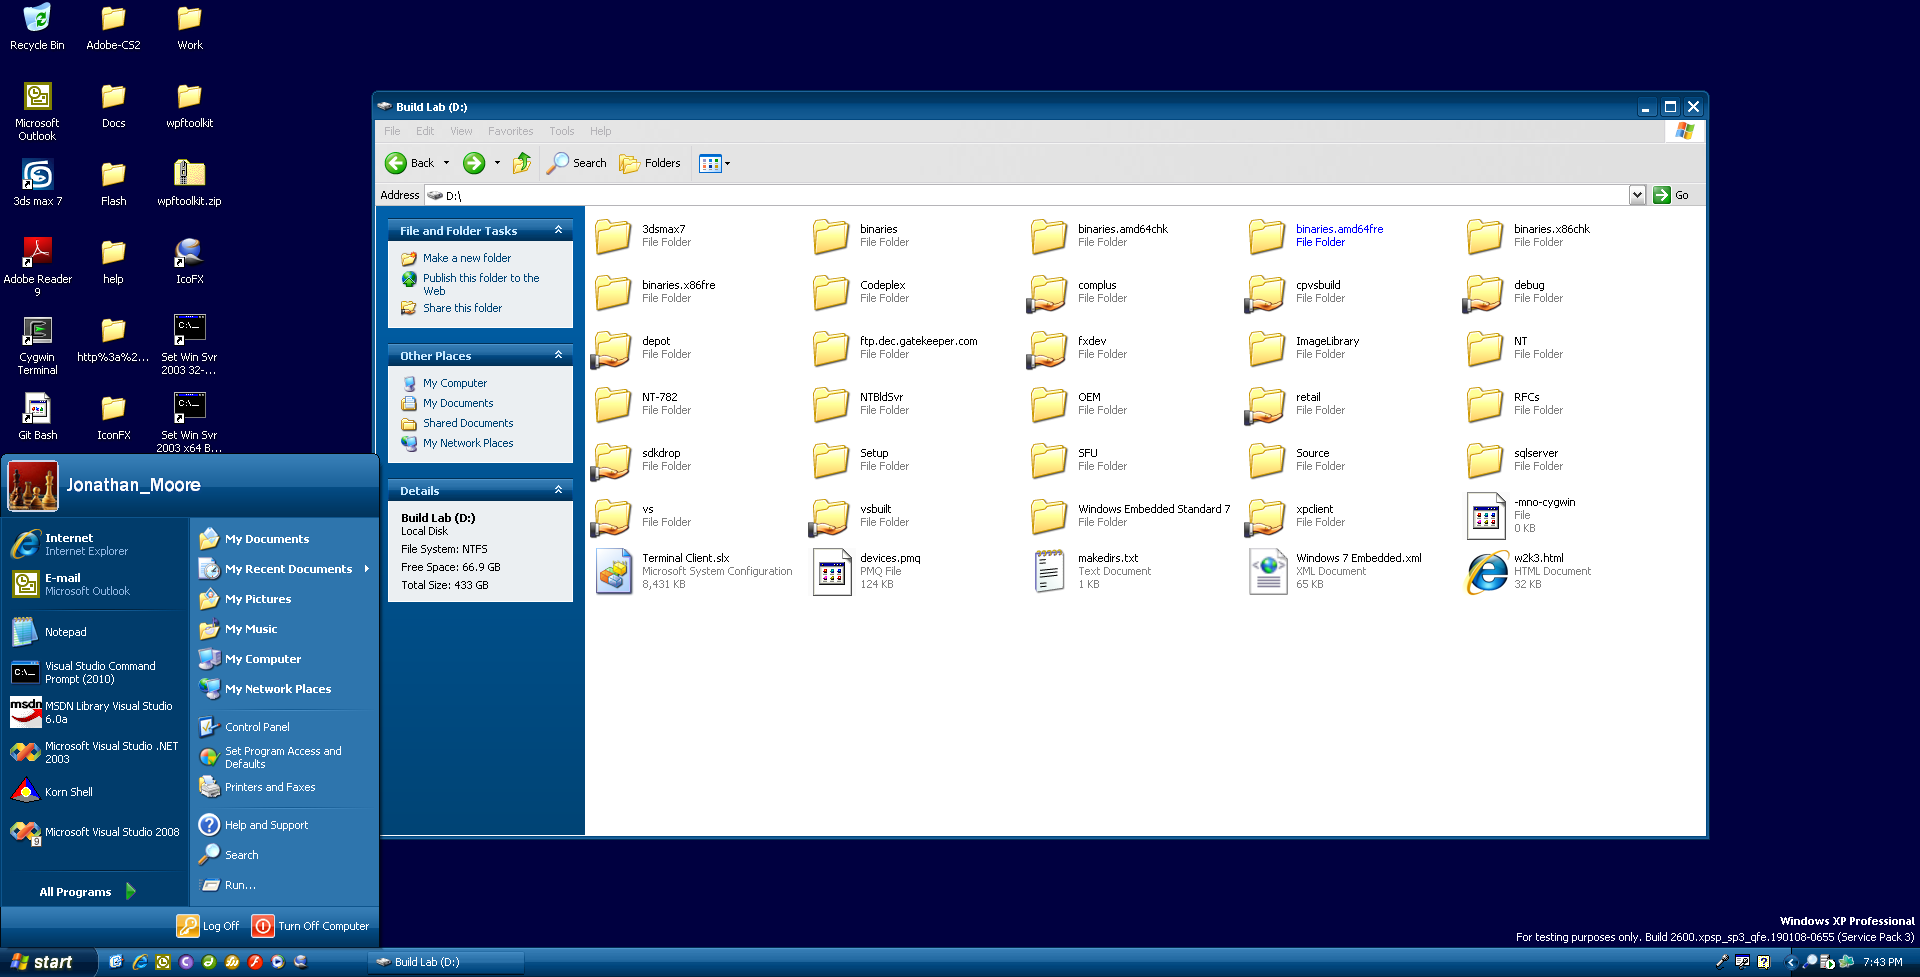 Recycle Bin
Adobe-CS2
Work
Microsoft
Outlook
Docs
wpftoolkit
3ds max 7
Flash
wpftoolkit.zip
Adobe Reader
9
help
IcoFX
Cygwin
Terminal
http%3a%2...
Set Win Svr
2003 32-...
Git Bash
IconFX
Set Win Svr
2003 x64 B...
Build Lab (D:)
File Edit View Favorites Tools Help
Back Search Folders
Address D:\ Go
File and Folder Tasks
Make a new folder
Publish this folder to the
Web
Share this folder
Other Places
My Computer
My Documents
Shared Documents
My Network Places
Details
Build Lab (D:)
Local Disk
File System: NTFS
Free Space: 66.9 GB
Total Size: 433 GB
3dsmax7
File Folder
binaries
File Folder
binaries.amd64chk
File Folder
binaries.amd64fre
File Folder
binaries.x86chk
File Folder
binaries.x86fre
File Folder
Codeplex
File Folder
complus
File Folder
cpvsbuild
File Folder
debug
File Folder
depot
File Folder
ftp.dec.gatekeeper.com
File Folder
fxdev
File Folder
ImageLibrary
File Folder
NT
File Folder
NT-782
File Folder
NTBldSvr
File Folder
OEM
File Folder
retail
File Folder
RFCs
File Folder
sdkdrop
File Folder
Setup
File Folder
SFU
File Folder
Source
File Folder
sqlserver
File Folder
vs
File Folder
vsbuilt
File Folder
Windows Embedded Standard 7
File Folder
xpclient
File Folder
-mno-cygwin
File
0 KB
Terminal Client.slx
Microsoft System Configuration
8,431 KB
devices.pmq
PMQ File
124 KB
makedirs.txt
Text Document
1 KB
Windows 7 Embedded.xml
XML Document
65 KB
w2k3.html
HTML Document
32 KB
Jonathan_Moore
Internet
Internet Explorer
E-mail
Microsoft Outlook
Notepad
C:\._
Visual Studio Command
Prompt (2010)
msdn
MSDN Library Visual Studio
6.0a
Microsoft Visual Studio .NET
2003
Korn Shell
9
Microsoft Visual Studio 2008
All Programs
My Documents
My Recent Documents
My Pictures
My Music
My Computer
My Network Places
Control Panel
Set Program Access and
Defaults
Printers and Faxes
Help and Support
Search
Run...
Log Off
Turn Off Computer
Windows XP Professional
For testing purposes only. Build 2600.xpsp_sp3_qfe.190108-0655 (Service Pack 3)
start
Build Lab (D:)
7:43 PM